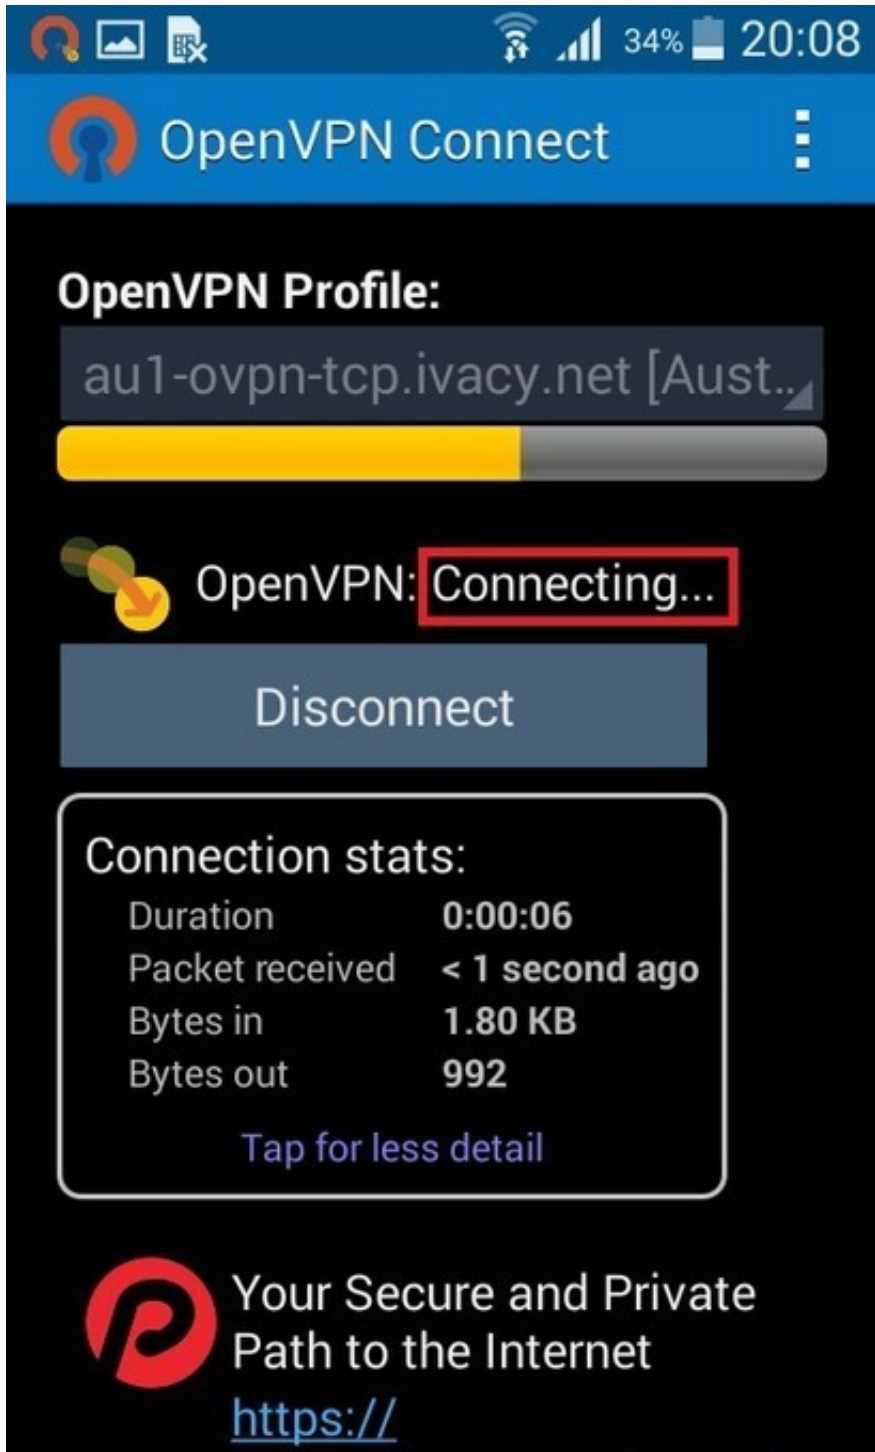 34% 20:08
OpenVPN Connect
OpenVPN Profile:
au1-ovpn-tcp.ivacy.net [Aust...
OpenVPN: Connecting...
Disconnect
Connection stats:
Duration 0:00:06
Packet received < 1 second ago
Bytes in 1.80 KB
Bytes out 992
Tap for less detail
Your Secure and Private
Path to the Internet
https://